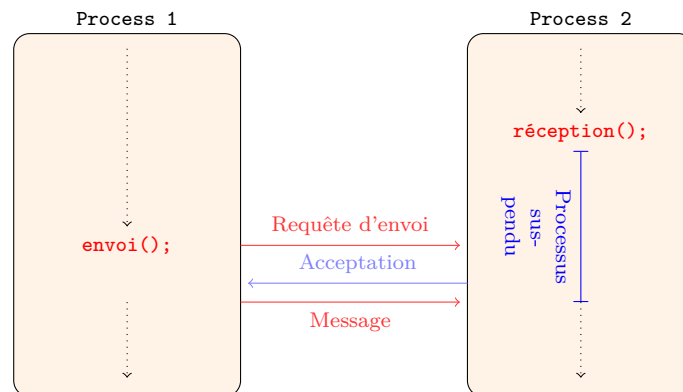 Process 1
Process 2
réception();
Processus
sus-
pendu
envoi();
Requête d'envoi
Acceptation
Message